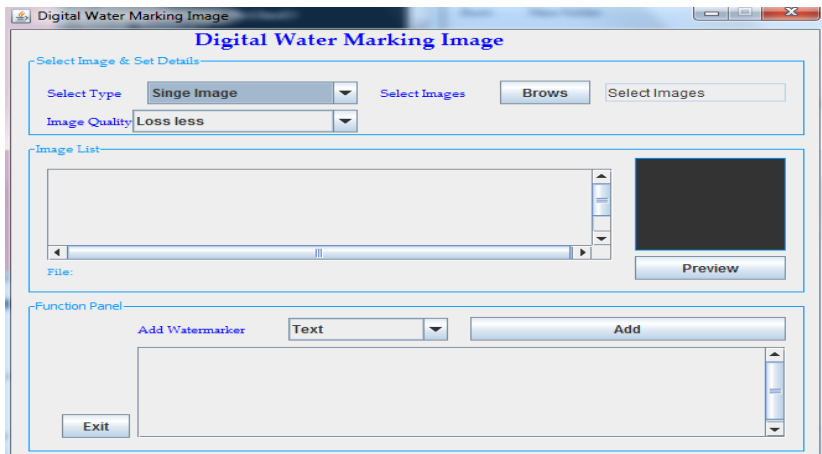 Digital Water Marking Image
Digital Water Marking Image
Select Image & Set Details
Select Type Singe Image Select Images Brows Select Images
Image Quality Loss less
Image List
File:
Preview
Function Panel
Add Watermarker Text Add
Exit